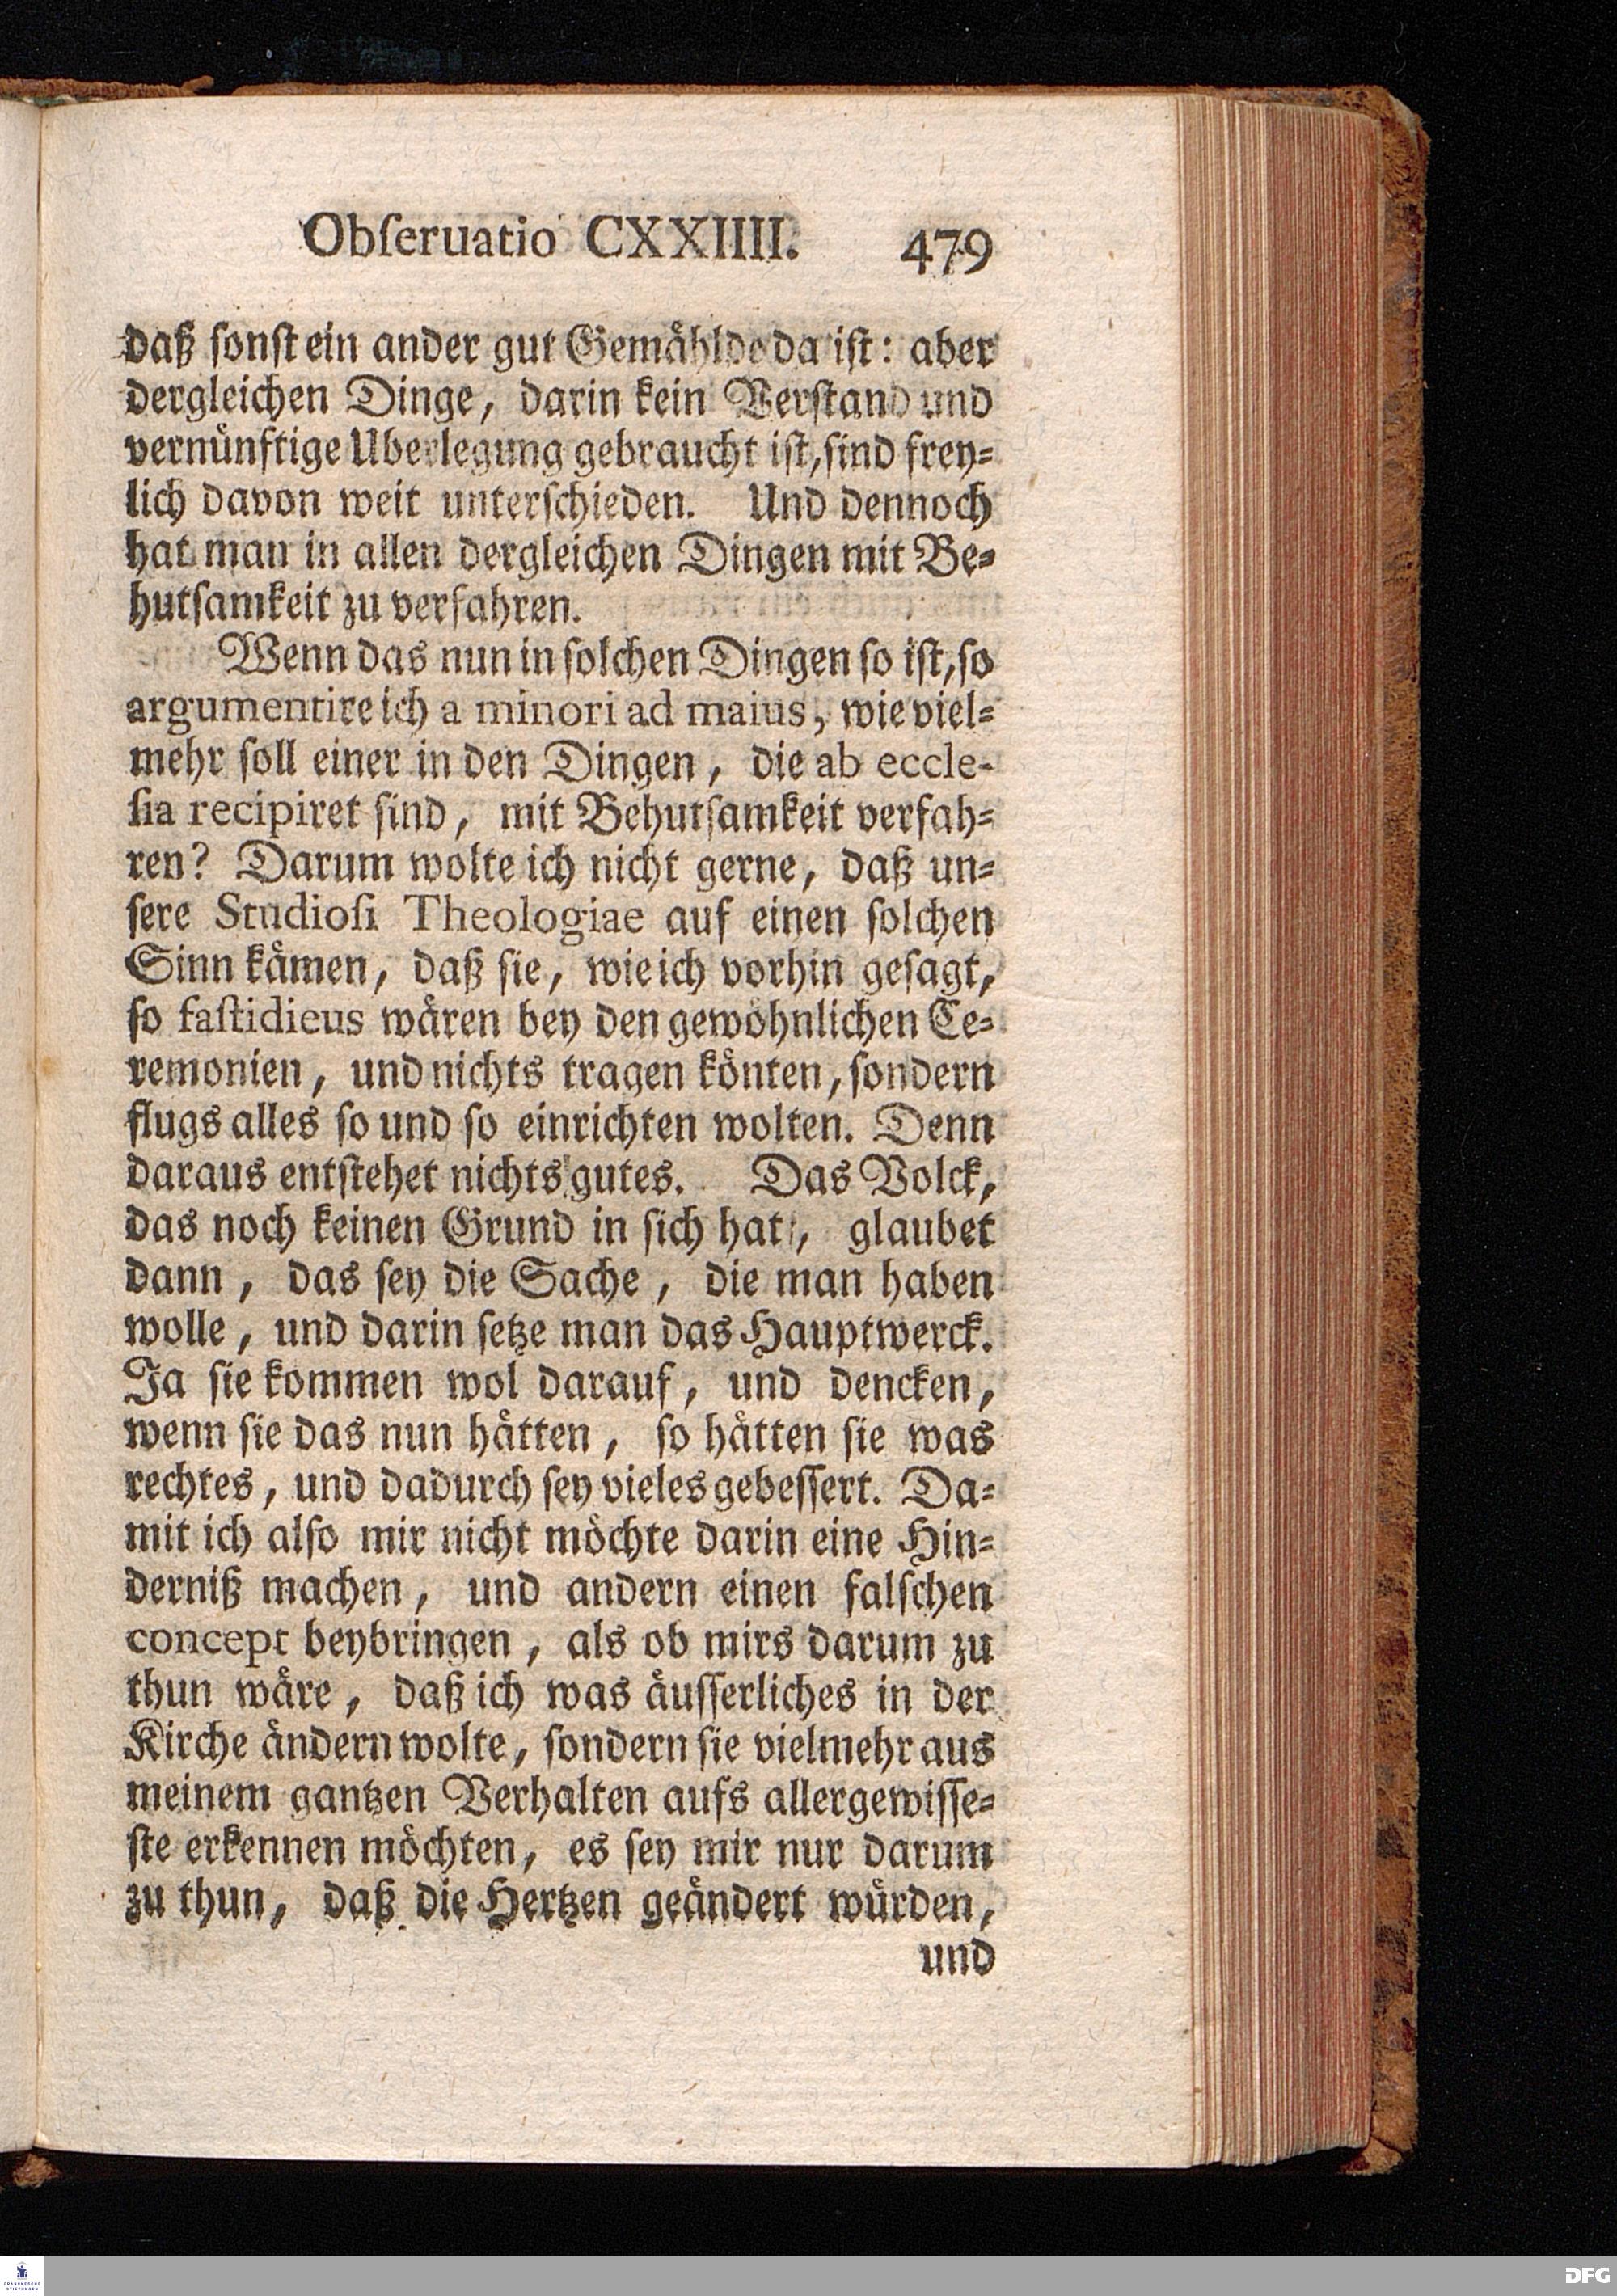 Obſeruatio CXXIIII. 479
daß ſonſt ein ander gut Gemählde da iſt: aber
dergleichen Dinge, darin kein Verſtand und
vernünftige Uberlegung gebraucht iſt, ſind frey-
lich davon weit unterſchieden. Und dennoch
hat man in allen dergleichen Dingen mit Be-
hutſamkeit zu verfahren.
Wenn das nun in ſolchen Dingen ſo iſt, ſo
argumentire ich a minori ad maius, wie viel-
mehr ſoll einer in den Dingen, die ab eccle-
ſia recipiret ſind, mit Behutſamkeit verfah-
ren? Darum wolte ich nicht gerne, daß un-
ſere Studioſi Theologiae auf einen ſolchen
Sinn kämen, daß ſie, wie ich vorhin geſagt,
ſo faſtidieus wären bey den gewöhnlichen Ce-
remonien, und nichts tragen könten, ſondern
flugs alles ſo und ſo einrichten wolten. Denn
daraus entſtehet nichts gutes. Das Volck,
das noch keinen Grund in ſich hat, glaubet
dann, das ſey die Sache, die man haben
wolle, und darin ſetze man das Hauptwerck.
Ja ſie kommen wol darauf, und dencken,
wenn ſie das nun hätten, ſo hätten ſie was
rechtes, und dadurch ſey vieles gebeſſert. Da-
mit ich alſo mir nicht möchte darin eine Hin-
derniß machen, und andern einen falſchen
concept beybringen, als ob mirs darum zu
thun wäre, daß ich was äuſſerliches in der
Kirche ändern wolte, ſondern ſie vielmehr aus
meinem gantzen Verhalten aufs allergewiſſe-
ſte erkennen möchten, es ſey mir nur darum
zu thun, daß die Hertzen geändert würden,
und
FRANCKESCHE
STIFTUNGEN
DFG